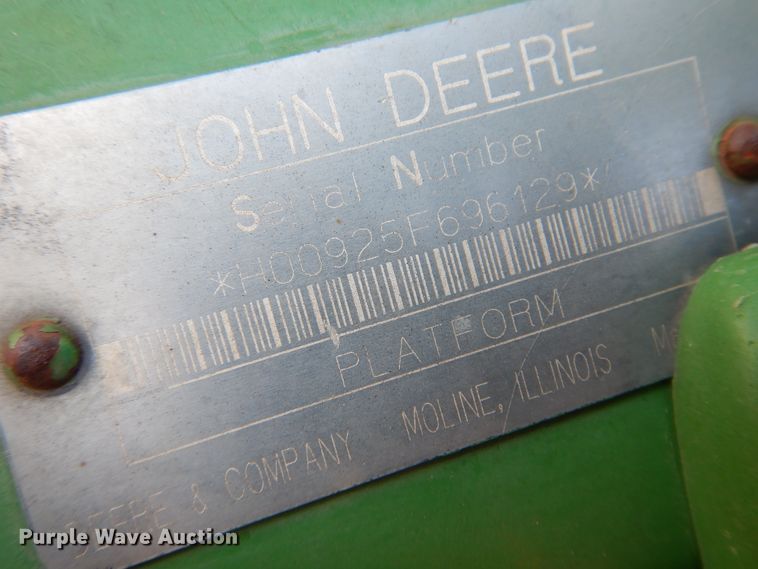 JOHN DEERE
Serial Number
*H00925F696129*
PLATFORM
DEERE & COMPANY MOLINE, ILLINOIS
Purple Wave Auction